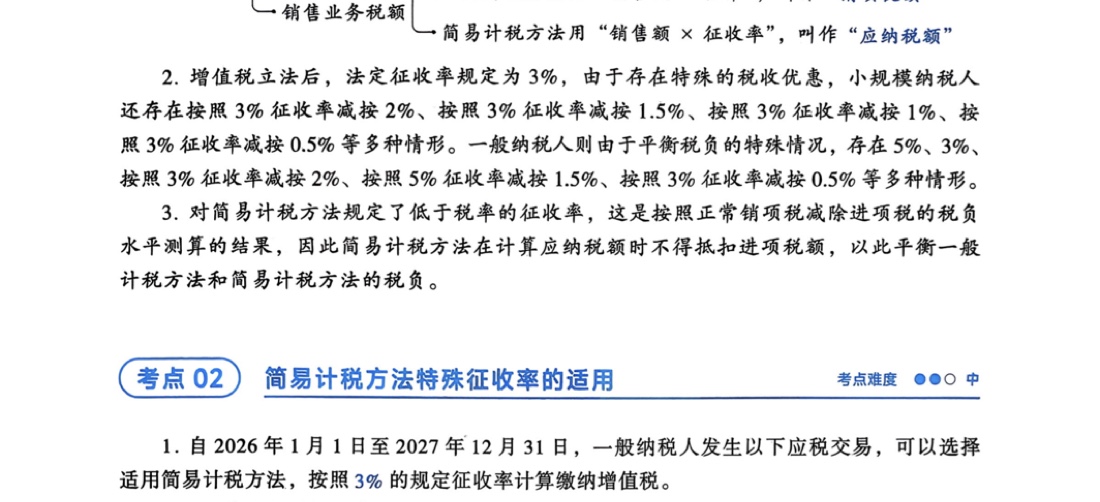 销售业务税额
简易计税方法用“销售额 × 征收率”，叫作“应纳税额”
2. 增值税立法后，法定征收率规定为 3%，由于存在特殊的税收优惠，小规模纳税人
还存在按照 3% 征收率减按 2%、按照 3% 征收率减按 1.5%、按照 3% 征收率减按 1%、按
照 3% 征收率减按 0.5% 等多种情形。一般纳税人则由于平衡税负的特殊情况，存在 5%、3%、
按照 3% 征收率减按 2%、按照 5% 征收率减按 1.5%、按照 3% 征收率减按 0.5% 等多种情形。
3. 对简易计税方法规定了低于税率的征收率，这是按照正常销项税减除进项税的税负
水平测算的结果，因此简易计税方法在计算应纳税额时不得抵扣进项税额，以此平衡一般
计税方法和简易计税方法的税负。
考点 02 简易计税方法特殊征收率的适用 考点难度 中
1. 自 2026 年 1 月 1 日至 2027 年 12 月 31 日，一般纳税人发生以下应税交易，可以选择
适用简易计税方法，按照 3% 的规定征收率计算缴纳增值税。